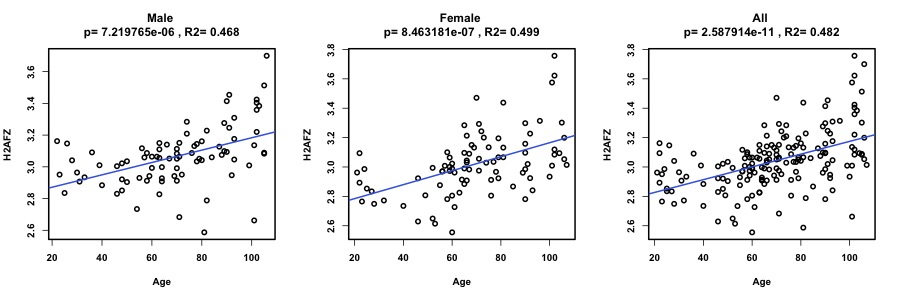 Male
p= 7.219765e-06 , R2= 0.468
H2AFZ
3.6
3.4
3.2
3.0
2.8
2.6
20 40 60 80 100
Age
Female
p= 8.463181e-07 , R2= 0.499
H2AFZ
3.8
3.6
3.4
3.2
3.0
2.8
2.6
20 40 60 80 100
Age
All
p= 2.587914e-11 , R2= 0.482
H2AFZ
3.8
3.6
3.4
3.2
3.0
2.8
2.6
20 40 60 80 100
Age